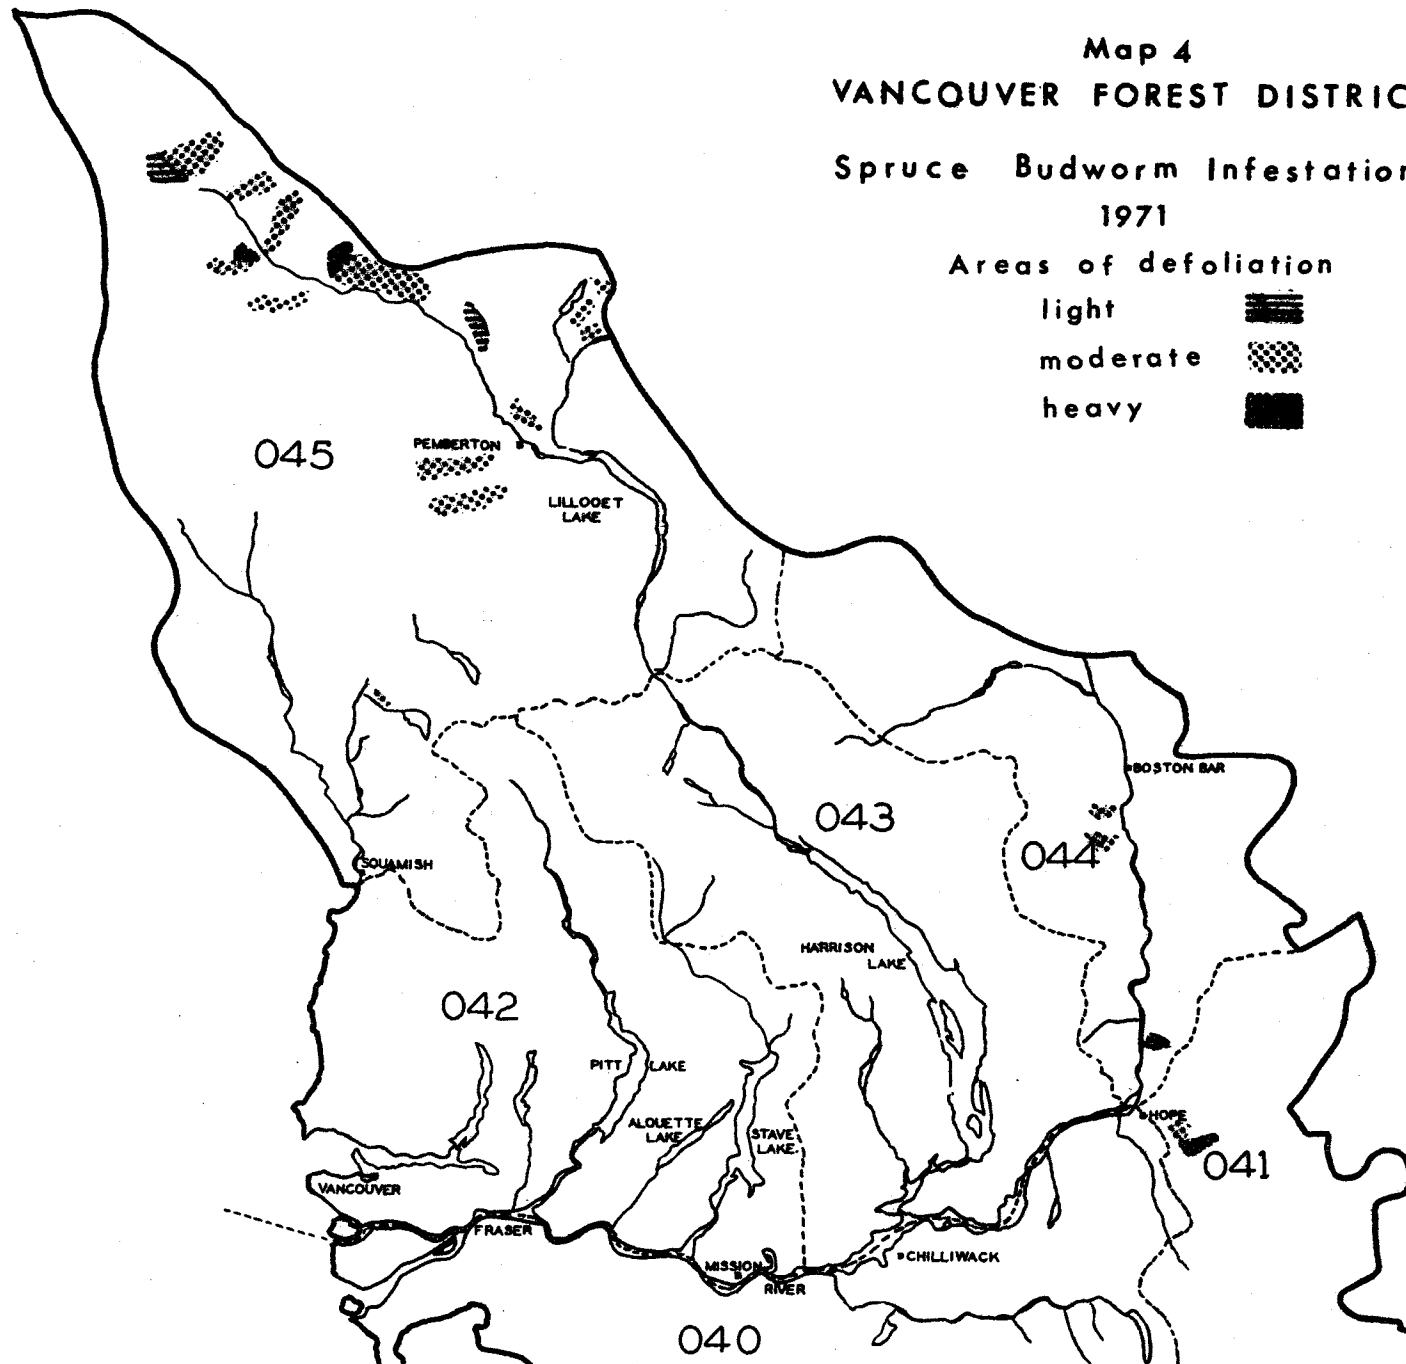 Map 4
VANCOUVER FOREST DISTRIC
Spruce Budworm Infestation
1971
Areas of defoliation
light
moderate
heavy
045
PEMBERTON
LILLOOET
LAKE
BOSTON BAR
043
044
SQUAMISH
HARRISON
LAKE
042
PITT LAKE
ALOUETTE
LAKE
STAVE
LAKE
HOPE
041
VANCOUVER
FRASER
CHILLIWACK
MISSION
RIVER
040